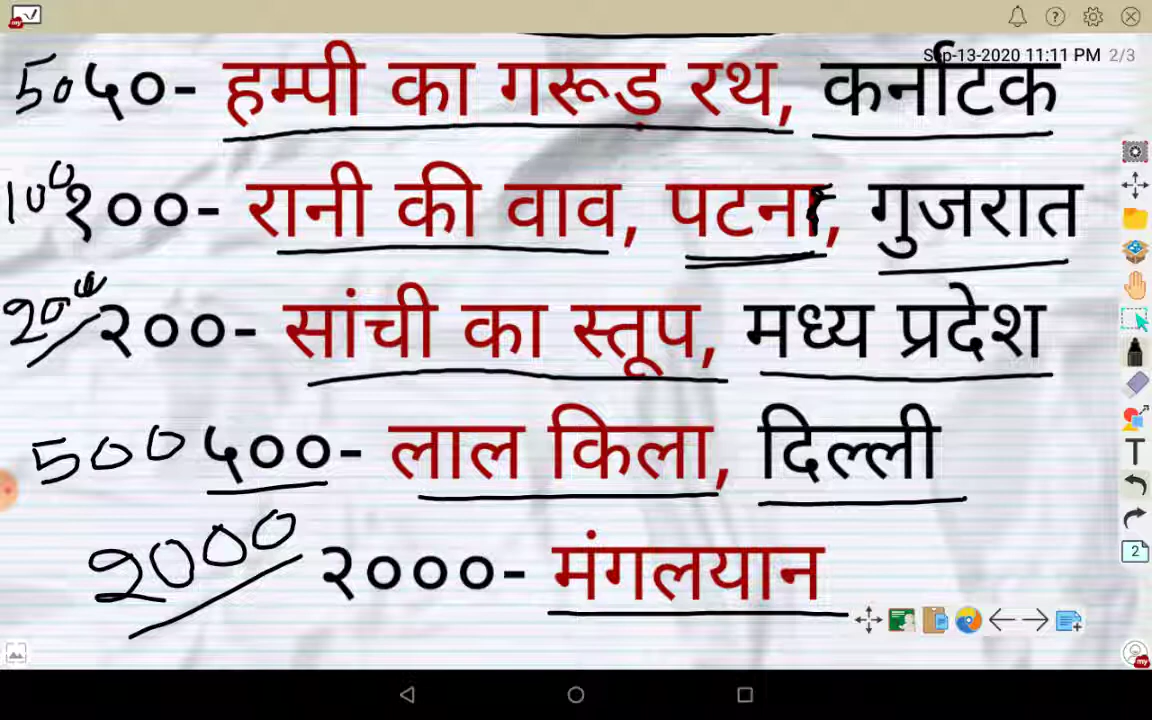 Sep-13-2020 11:11 PM 2/3
50 ५०- हम्पी का गरूड़ रथ, कर्नाटक
100 १००- रानी की वाव, पटना, गुजरात
200 २००- सांची का स्तूप, मध्य प्रदेश
500 ५००- लाल किला, दिल्ली
2000 २०००- मंगलयान
T
2